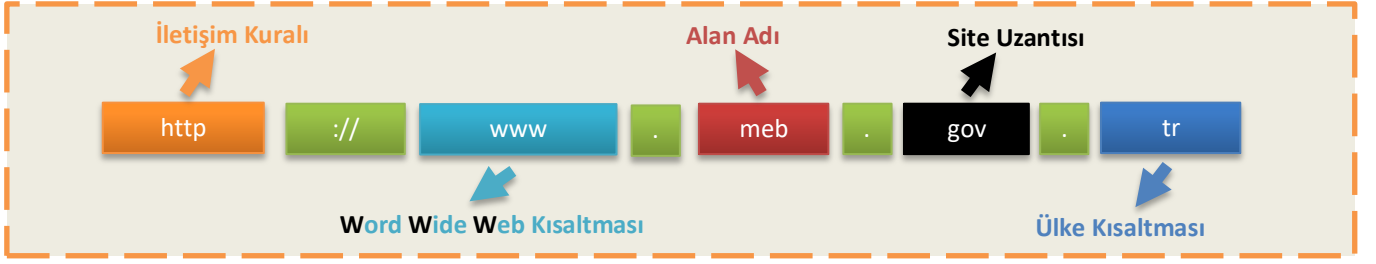 İletişim Kuralı Alan Adı Site Uzantısı
http :// www . meb . gov . tr
Word Wide Web Kısaltması Ülke Kısaltması